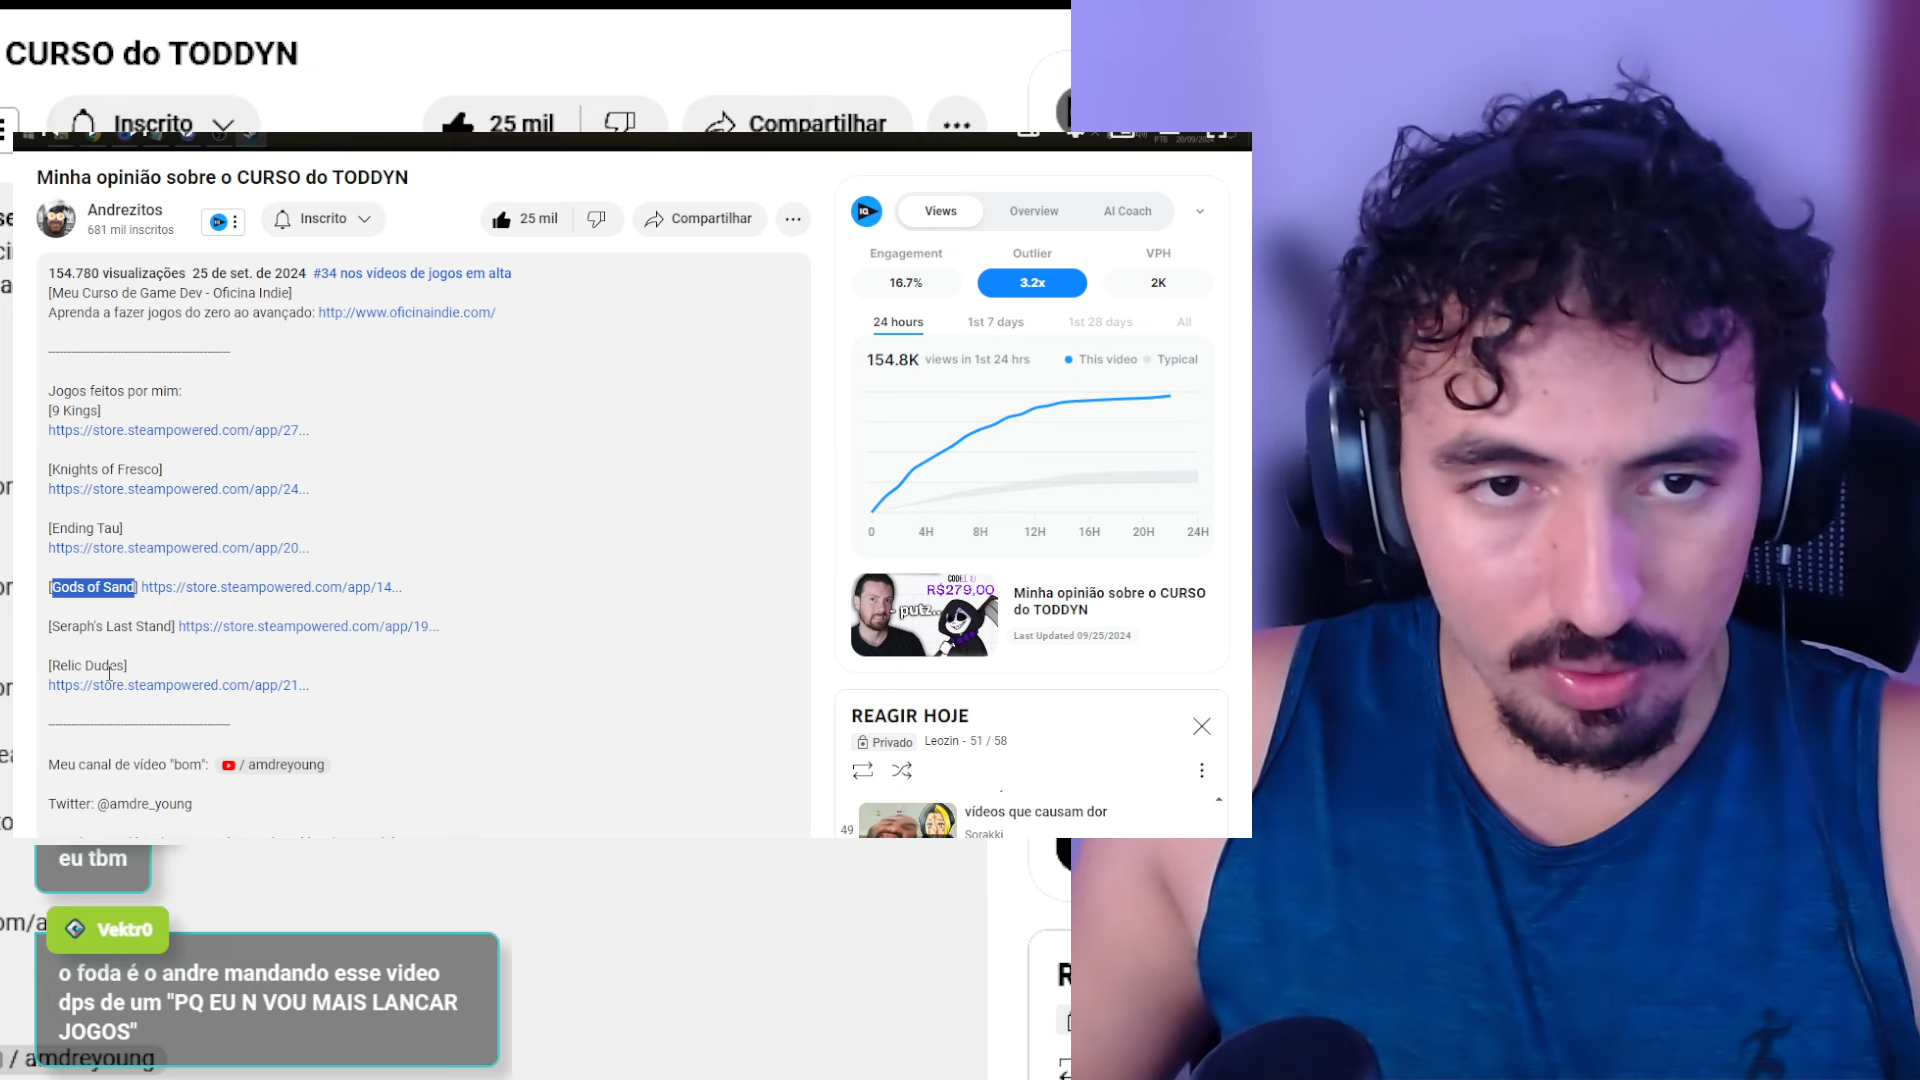 CURSO do TODDYN
Inscrito
25 mil
Compartilhar
Minha opinião sobre o CURSO do TODDYN
Andrezitos
681 mil inscritos
Inscrito
25 mil
Compartilhar
154.780 visualizações 25 de set. de 2024 #34 nos vídeos de jogos em alta
[Meu Curso de Game Dev - Oficina Indie]
Aprenda a fazer jogos do zero ao avançado: http://www.oficinaindie.com/
Jogos feitos por mim:
[9 Kings]
https://store.steampowered.com/app/27...
[Knights of Fresco]
https://store.steampowered.com/app/24...
[Ending Tau]
https://store.steampowered.com/app/20...
[Gods of Sand] https://store.steampowered.com/app/14...
[Seraph's Last Stand] https://store.steampowered.com/app/19...
[Relic Dudes]
https://store.steampowered.com/app/21...
Meu canal de vídeo "bom": / amdreyoung
Twitter: @amdre_young
IQ
Views Overview AI Coach
Engagement Outlier VPH
16.7% 3.2x 2K
24 hours 1st 7 days 1st 28 days All
154.8K views in 1st 24 hrs This video Typical
0 4H 8H 12H 16H 20H 24H
R$279,00
putz...
Minha opinião sobre o CURSO
do TODDYN
Last Updated 09/25/2024
REAGIR HOJE
Privado Leozin - 51 / 58
49
vídeos que causam dor
Sorakki
eu tbm
Vektr0
o foda é o andre mandando esse video
dps de um "PQ EU N VOU MAIS LANCAR
JOGOS"
om/a
/ amdreyoung